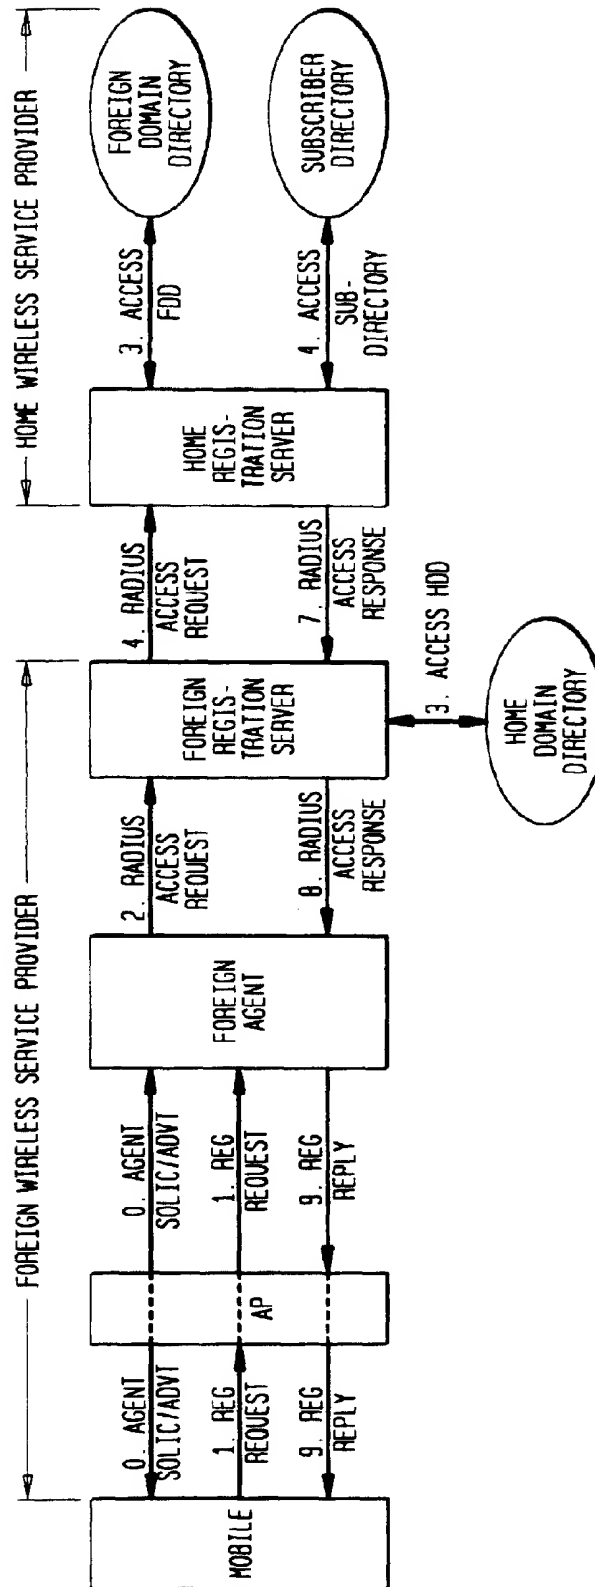 FOREIGN WIRELESS SERVICE PROVIDER
HOME WIRELESS SERVICE PROVIDER
MOBILE
0. AGENT
SOLIC/ADVT
1. REG
REQUEST
9. REG
REPLY
AP
0. AGENT
SOLIC/ADVT
1. REG
REQUEST
9. REG
REPLY
FOREIGN
AGENT
2. RADIUS
ACCESS
REQUEST
8. RADIUS
ACCESS
RESPONSE
FOREIGN
REGIS-
TRATION
SERVER
3. ACCESS HDD
HOME
DOMAIN
DIRECTORY
4. RADIUS
ACCESS
REQUEST
7. RADIUS
ACCESS
RESPONSE
HOME
REGIS-
TRATION
SERVER
3. ACCESS
FDD
4. ACCESS
SUB-
DIRECTORY
FOREIGN
DOMAIN
DIRECTORY
SUBSCRIBER
DIRECTORY